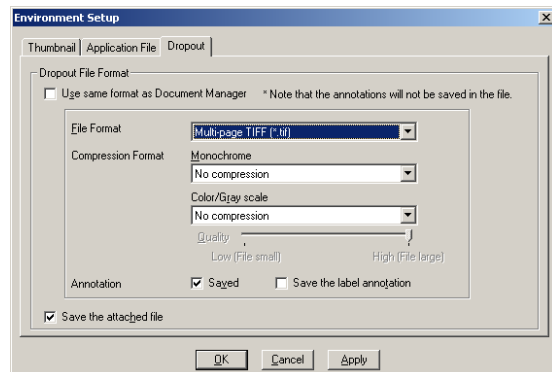 Environment Setup
Thumbnail Application File Dropout
Dropout File Format
Use same format as Document Manager * Note that the annotations will not be saved in the file.
File Format Multi-page TIFF (*.tif)
Compression Format Monochrome
No compression
Color/Gray scale
No compression
Quality
Low (File small) High (File large)
Annotation Saved Save the label annotation
Save the attached file
OK Cancel Apply